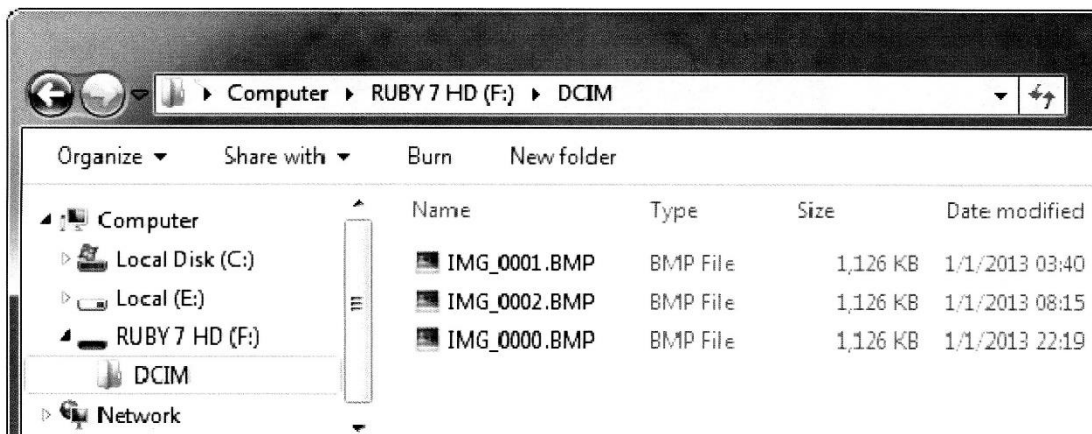 Computer RUBY 7 HD (F:) DCIM
Organize Share with Burn New folder
Computer
Local Disk (C:)
Local (E:)
RUBY 7 HD (F:)
DCIM
Network
Name Type Size Date modified
IMG_0001.BMP BMP File 1,126 KB 1/1/2013 03:40
IMG_0002.BMP BMP File 1,126 KB 1/1/2013 08:15
IMG_0000.BMP BMP File 1,126 KB 1/1/2013 22:19